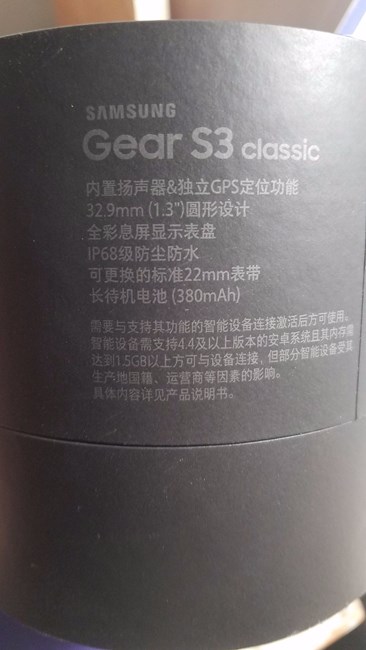 SAMSUNG
Gear S3 classic
内置扬声器&独立GPS定位功能
32.9mm (1.3")圆形设计
全彩息屏显示表盘
IP68级防尘防水
可更换的标准22mm表带
长待机电池 (380mAh)
需要与支持其功能的智能设备连接激活后方可使用。
智能设备需支持4.4及以上版本的安卓系统且其内存需
达到1.5GB以上方可与设备连接，但部分智能设备受其
生产地国籍、运营商等因素的影响。
具体内容详见产品说明书。